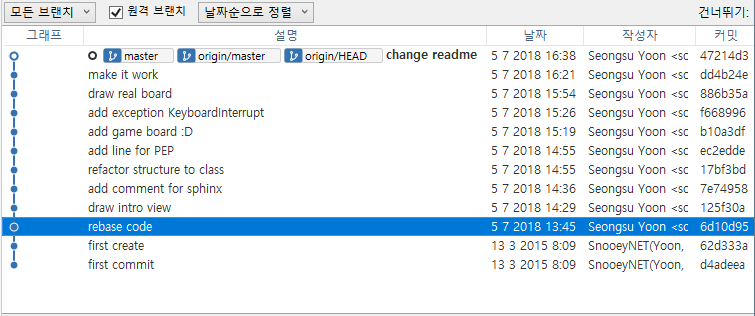 모든 브랜치 원격 브랜치 날짜순으로 정렬 건너뛰기:
그래프 설명 날짜 작성자 커밋
master origin/master origin/HEAD change readme 5 7 2018 16:38 Seongsu Yoon <sc 47214d3
make it work 5 7 2018 16:21 Seongsu Yoon <sc dd4b24e
draw real board 5 7 2018 15:54 Seongsu Yoon <sc 886b35a
add exception KeyboardInterrupt 5 7 2018 15:26 Seongsu Yoon <sc f668996
add game board :D 5 7 2018 15:19 Seongsu Yoon <sc b10a3df
add line for PEP 5 7 2018 14:55 Seongsu Yoon <sc ec2edde
refactor structure to class 5 7 2018 14:55 Seongsu Yoon <sc 17bf3bd
add comment for sphinx 5 7 2018 14:36 Seongsu Yoon <sc 7e74958
draw intro view 5 7 2018 14:29 Seongsu Yoon <sc 125f30a
rebase code 5 7 2018 13:45 Seongsu Yoon <sc 6d10d95
first create 13 3 2015 8:09 SnooeyNET(Yoon, 62d333a
first commit 13 3 2015 8:09 SnooeyNET(Yoon, d4adeea